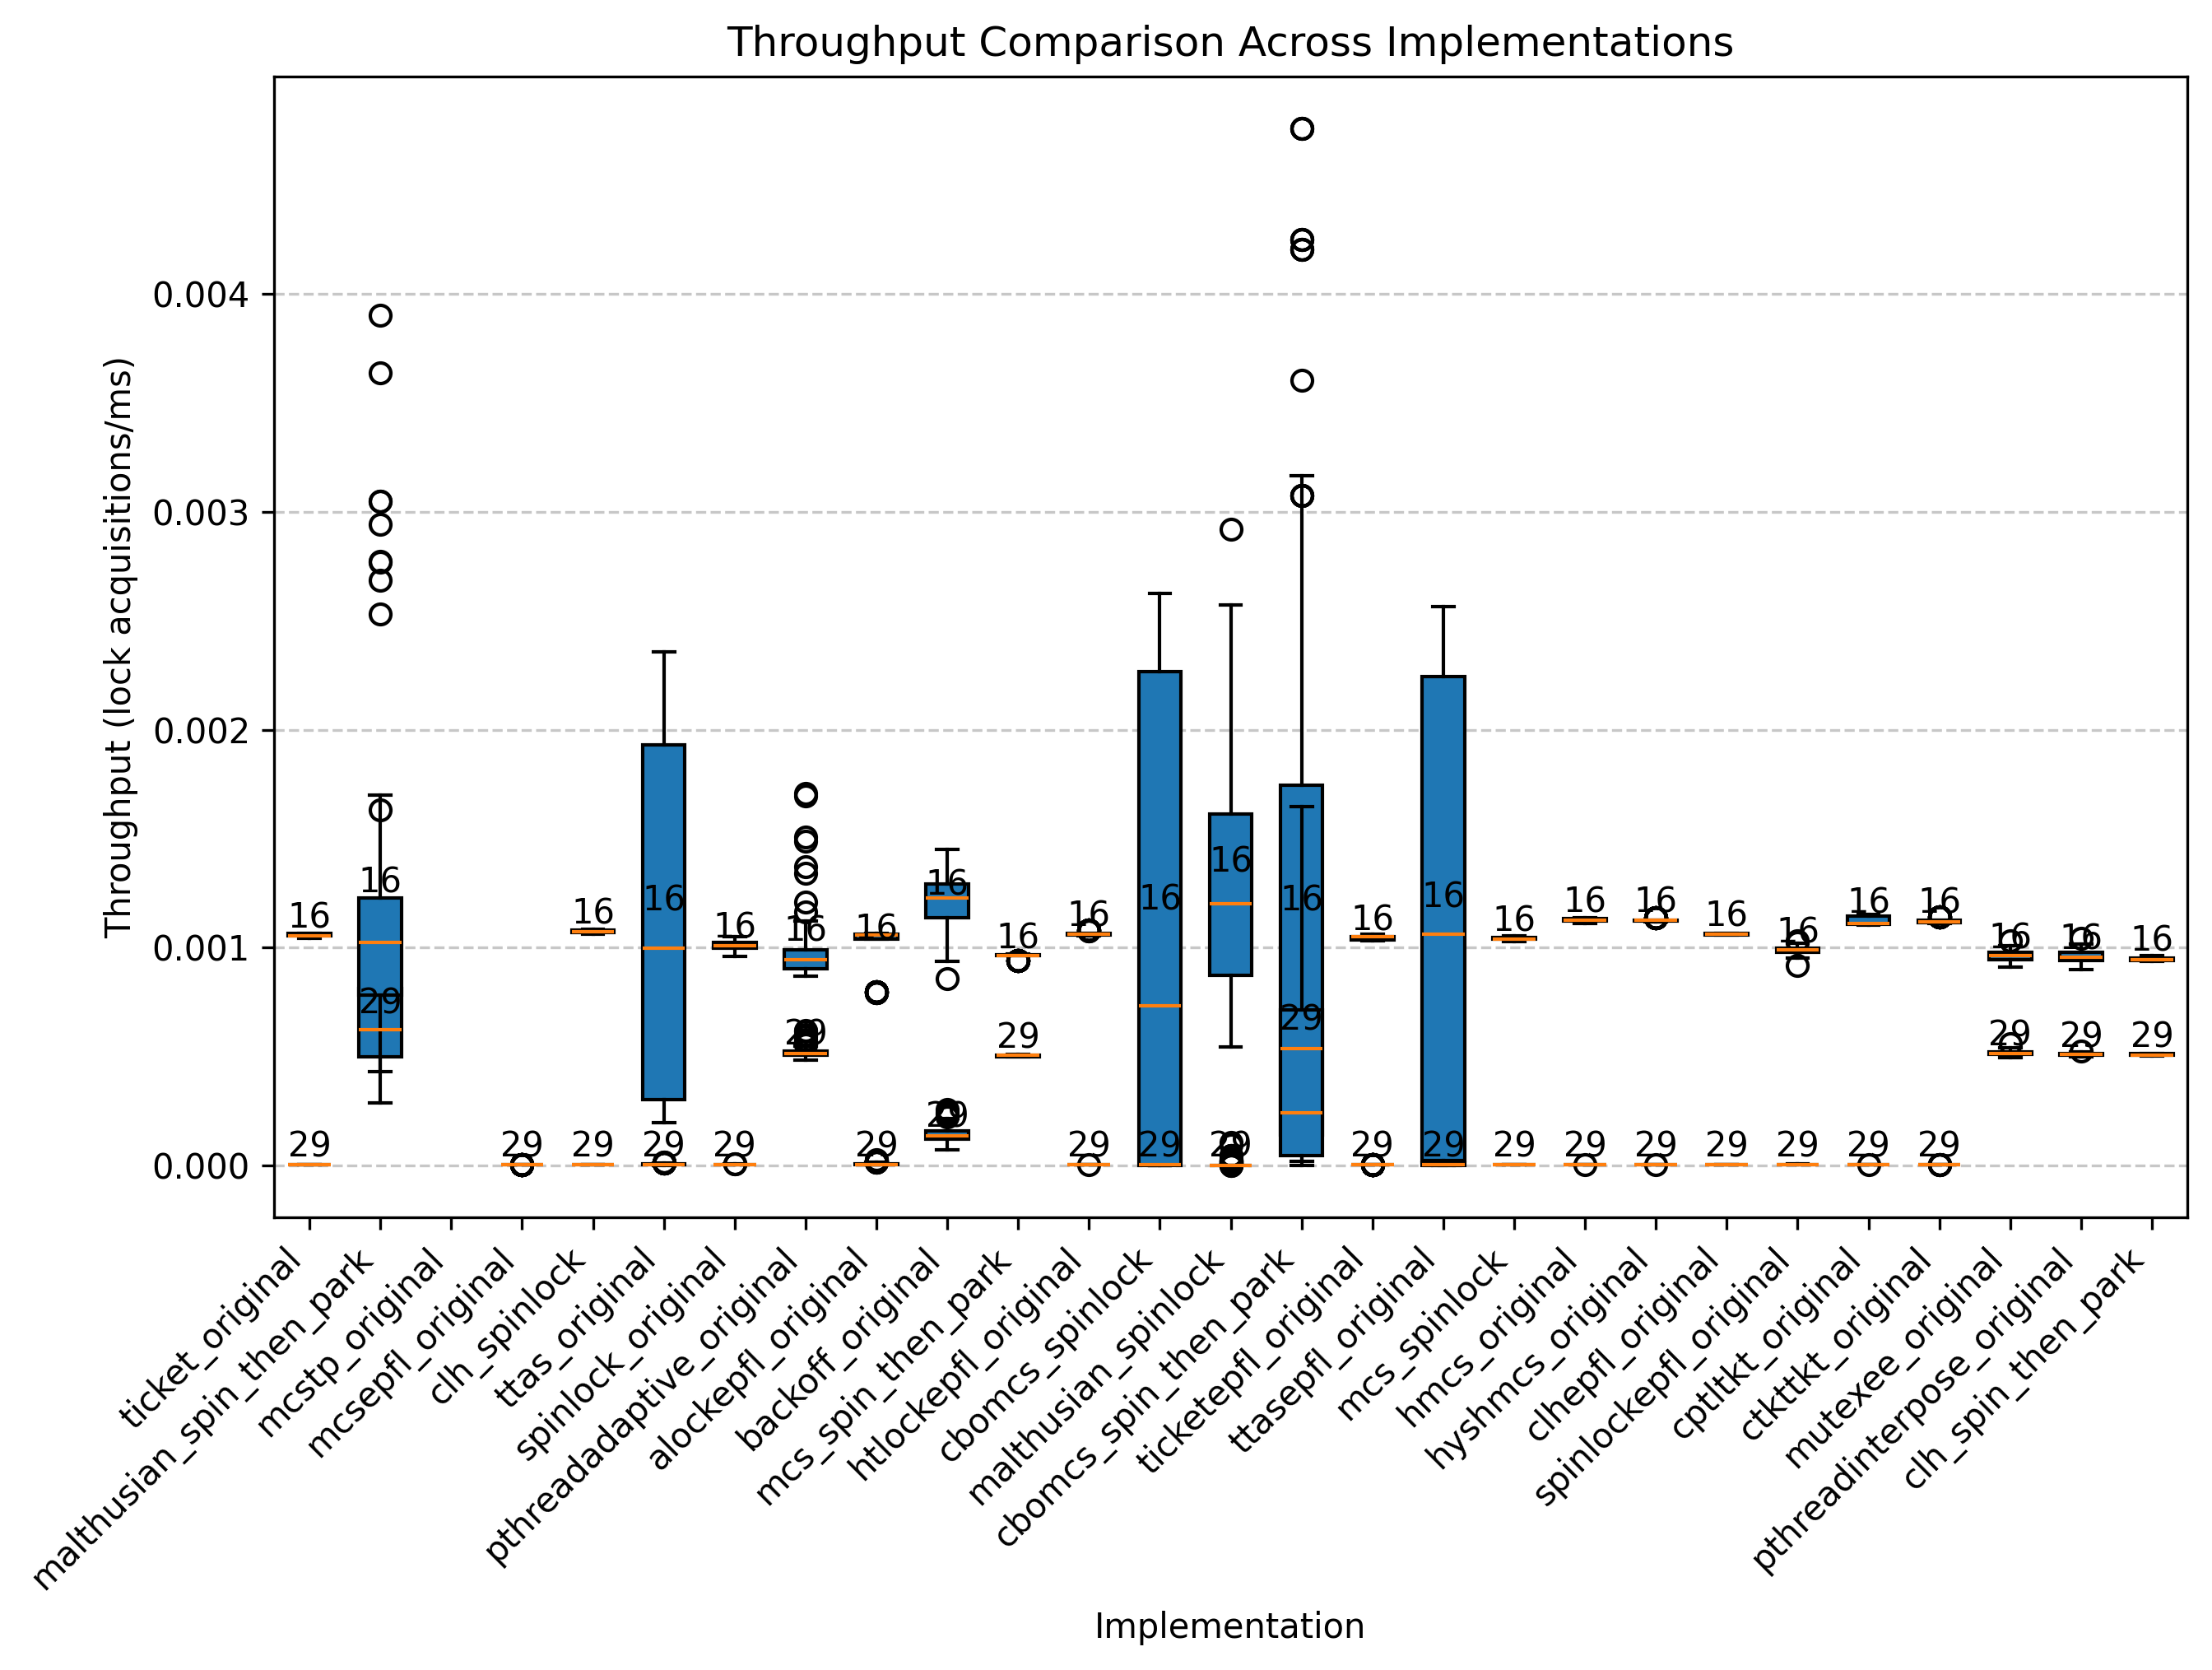 Throughput Comparison Across Implementations
Throughput (lock acquisitions/ms)
0.004
0.003
0.002
0.001
0.000
16
29
16
29
29
16
29
16
29
16
29
16
29
16
29
16
29
16
29
16
29
16
29
16
29
16
29
16
29
16
29
16
29
16
29
16
29
16
29
16
29
16
29
16
29
16
29
16
29
16
29
ticket_original
malthusian_spin_then_park
mcstp_original
mcsepfl_original
clh_spinlock
ttas_original
spinlock_original
pthreadadaptive_original
alockepfl_original
backoff_original
mcs_spin_then_park
htlockepfl_original
cbomcs_spinlock
malthusian_spinlock
cbomcs_spin_then_park
ticketepfl_original
ttasepfl_original
mcs_spinlock
hmcs_original
hyshmcs_original
clhepfl_original
spinlockepfl_original
cptltkt_original
ctkttkt_original
mutexee_original
pthreadinterpose_original
clh_spin_then_park
Implementation